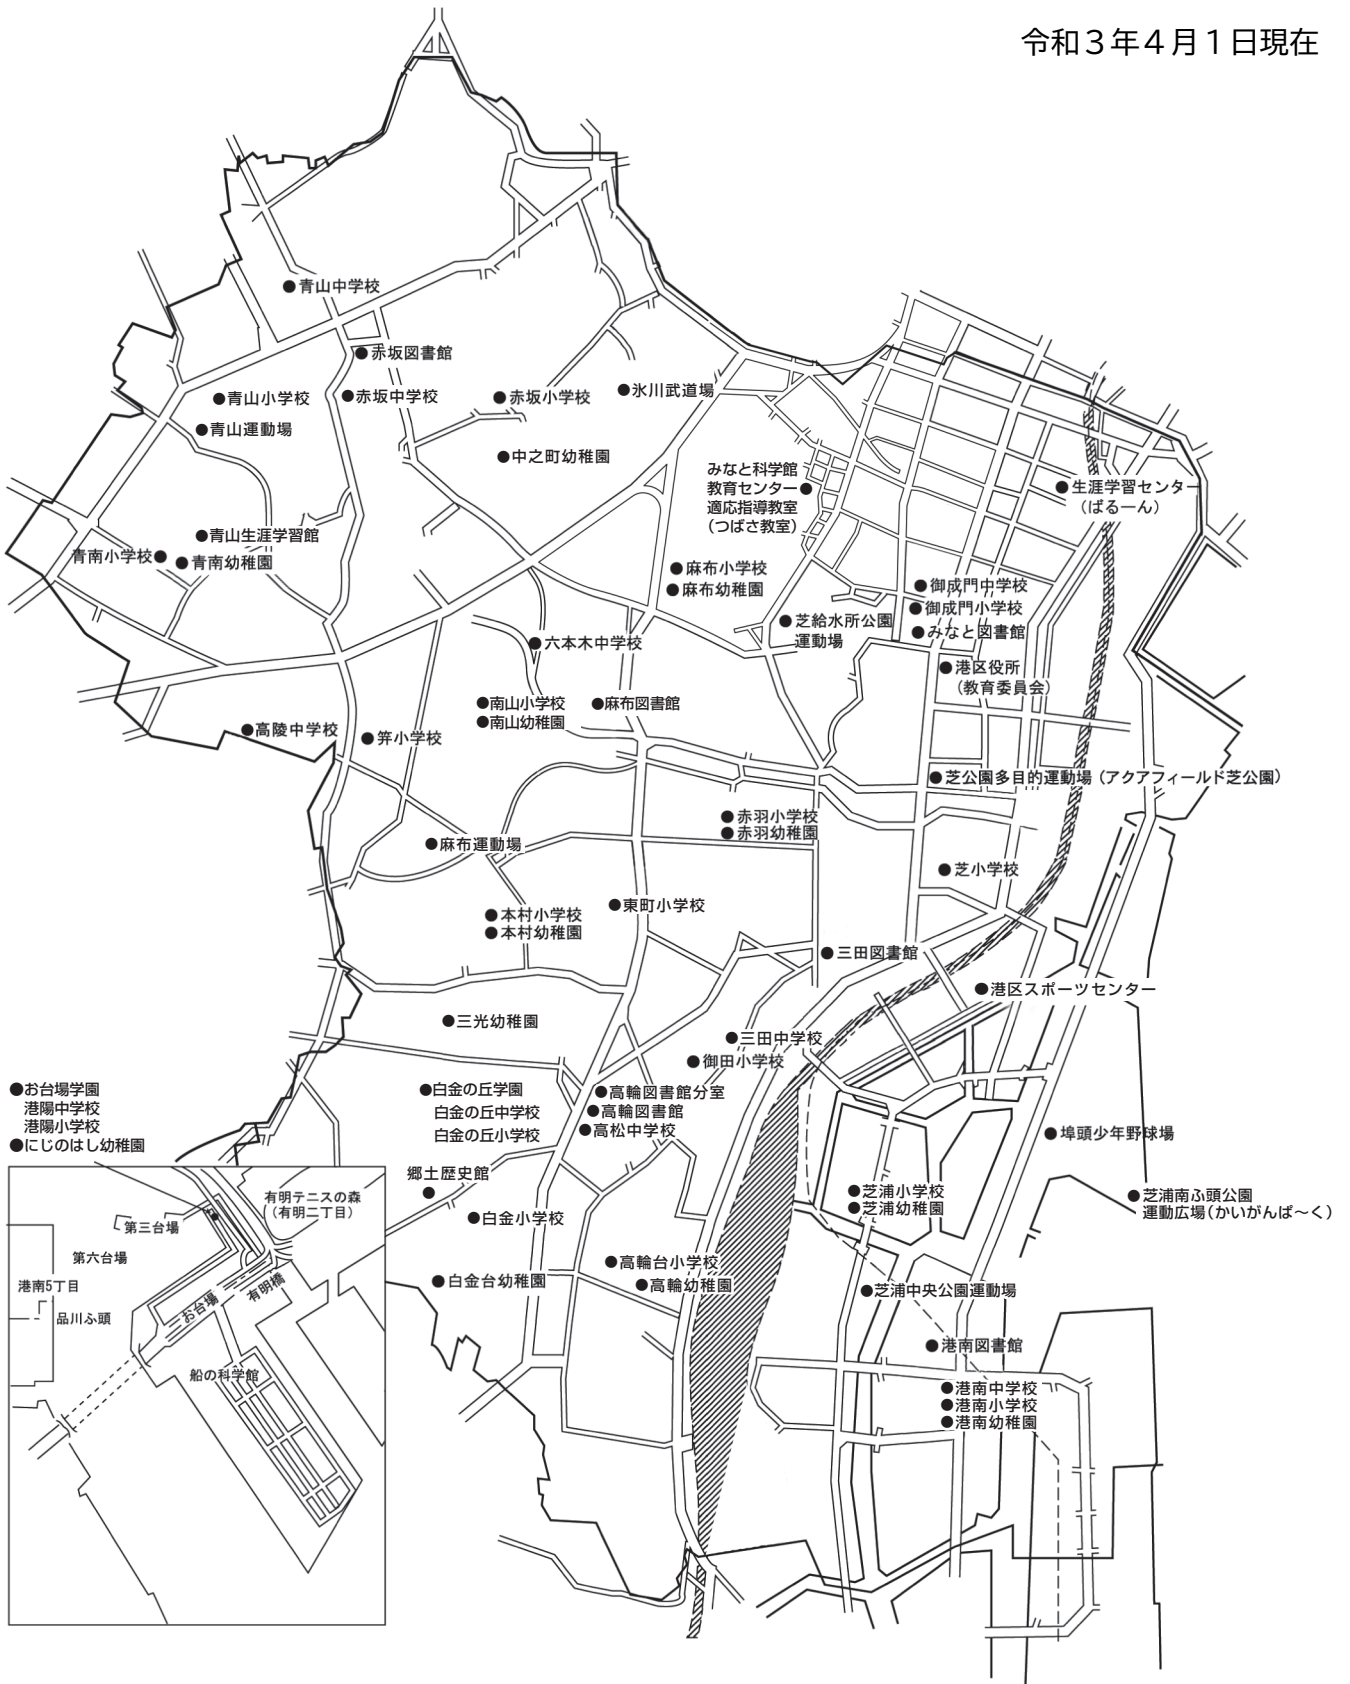 令和３年４月１日現在
●青山中学校
●赤坂図書館
●青山小学校
●赤坂中学校
●赤坂小学校
●氷川武道場
●青山運動場
●中之町幼稚園
みなと科学館
教育センター●
適応指導教室
（つばさ教室）
●生涯学習センター
（ばるーん）
●青山生涯学習館
青南小学校●
●青南幼稚園
●麻布小学校
●麻布幼稚園
●御成門中学校
●御成門小学校
●みなと図書館
●芝給水所公園
運動場
●六本木中学校
●港区役所
（教育委員会）
●南山小学校
●南山幼稚園
●麻布図書館
●高陵中学校
●笄小学校
●芝公園多目的運動場（アクアフィールド芝公園）
●赤羽小学校
●赤羽幼稚園
●麻布運動場
●芝小学校
●東町小学校
●本村小学校
●本村幼稚園
●三田図書館
●港区スポーツセンター
●三光幼稚園
●三田中学校
●御田小学校
●お台場学園
港陽中学校
港陽小学校
●にじのはし幼稚園
●白金の丘学園
白金の丘中学校
白金の丘小学校
●高輪図書館分室
●高輪図書館
●高松中学校
●埠頭少年野球場
郷土歴史館
●
●芝浦小学校
●芝浦幼稚園
●芝浦南ふ頭公園
運動広場（かいがんぱ～く）
●白金小学校
●高輪台小学校
●白金台幼稚園
●高輪幼稚園
●芝浦中央公園運動場
●港南図書館
●港南中学校
●港南小学校
●港南幼稚園
有明テニスの森
（有明二丁目）
第三台場
第六台場
港南5丁目
品川ふ頭
お台場
有明橋
船の科学館